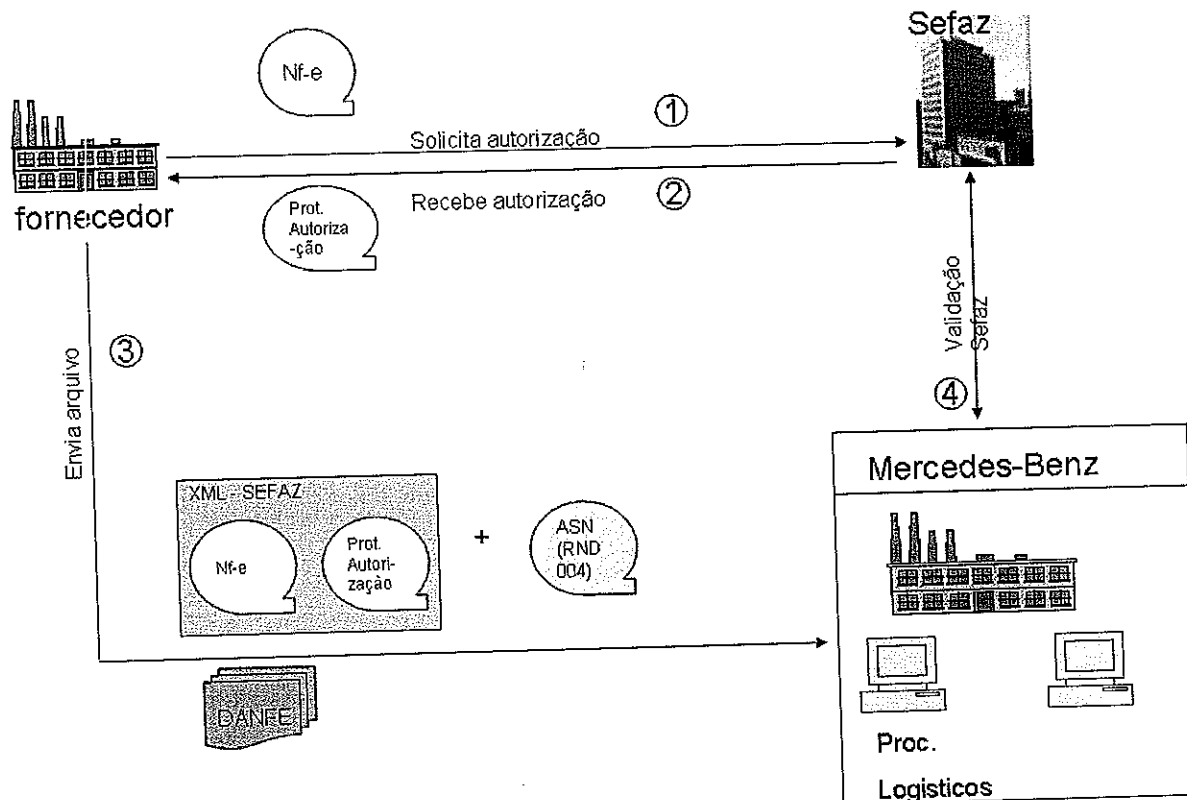 Sefaz
Nf-e
①
Solicita autorização
②
Recebe autorização
fornecedor
Prot.
Autoriza
-ção
③
Envia arquivo
Validação
Sefaz
④
Mercedes-Benz
XML - SEFAZ
Nf-e
Prot.
Autori-
zação
+
ASN
(RND
004)
DANFE
Proc.
Logisticos